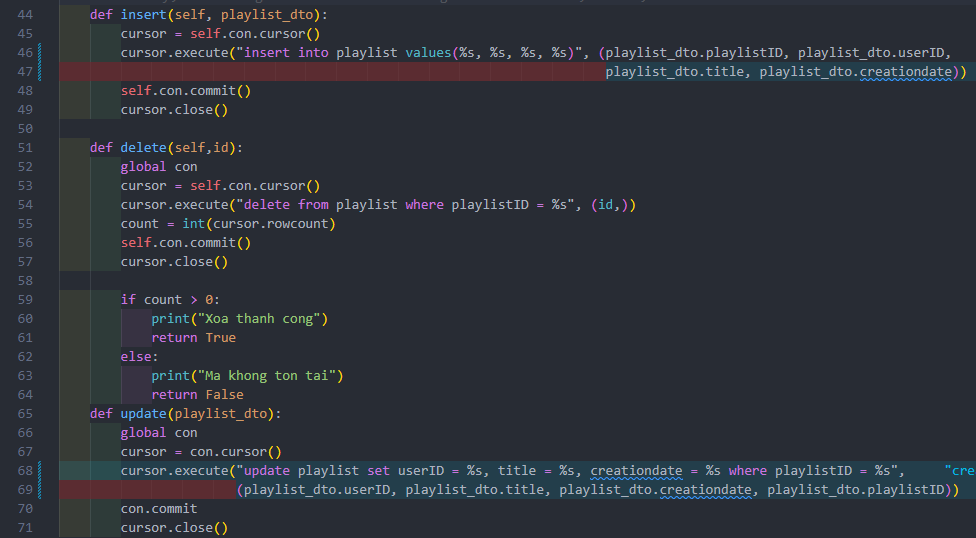 44 def insert(self, playlist_dto):
45 cursor = self.con.cursor()
46 cursor.execute("insert into playlist values(%s, %s, %s, %s)", (playlist_dto.playlistID, playlist_dto.userID,
47 playlist_dto.title, playlist_dto.creationdate))
48 self.con.commit()
49 cursor.close()
50
51 def delete(self,id):
52 global con
53 cursor = self.con.cursor()
54 cursor.execute("delete from playlist where playlistID = %s", (id,))
55 count = int(cursor.rowcount)
56 self.con.commit()
57 cursor.close()
58
59 if count > 0:
60 print("Xoa thanh cong")
61 return True
62 else:
63 print("Ma khong ton tai")
64 return False
65 def update(playlist_dto):
66 global con
67 cursor = con.cursor()
68 cursor.execute("update playlist set userID = %s, title = %s, creationdate = %s where playlistID = %s", "cre
69 (playlist_dto.userID, playlist_dto.title, playlist_dto.creationdate, playlist_dto.playlistID))
70 con.commit
71 cursor.close()